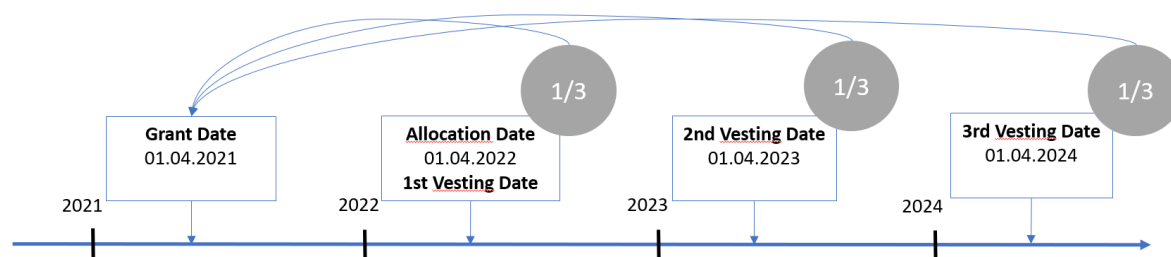 1/3
1/3
1/3
Grant Date
01.04.2021
Allocation Date
01.04.2022
1st Vesting Date
2nd Vesting Date
01.04.2023
3rd Vesting Date
01.04.2024
2021
2022
2023
2024